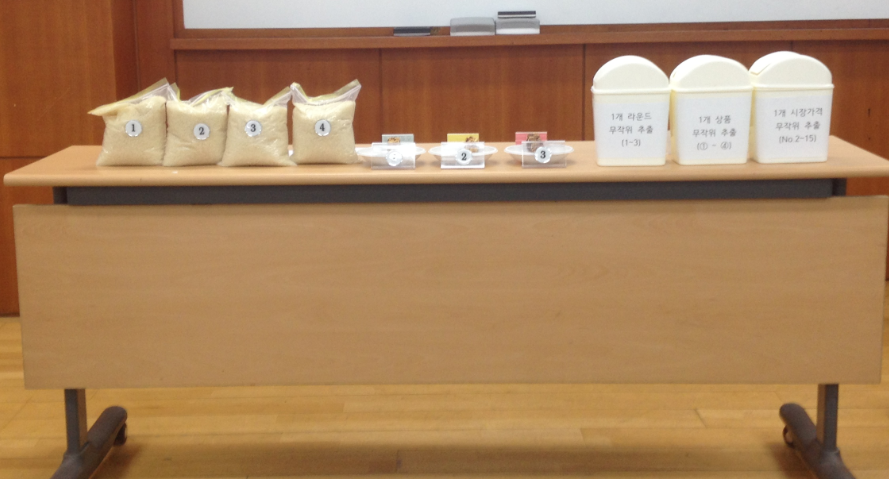 1
2
3
4
2
3
1개 라운드
무작위 추출
(1-3)
1개 상품
무작위 추출
(① - ④)
1개 시장가격
무작위 추출
(No.2-15)